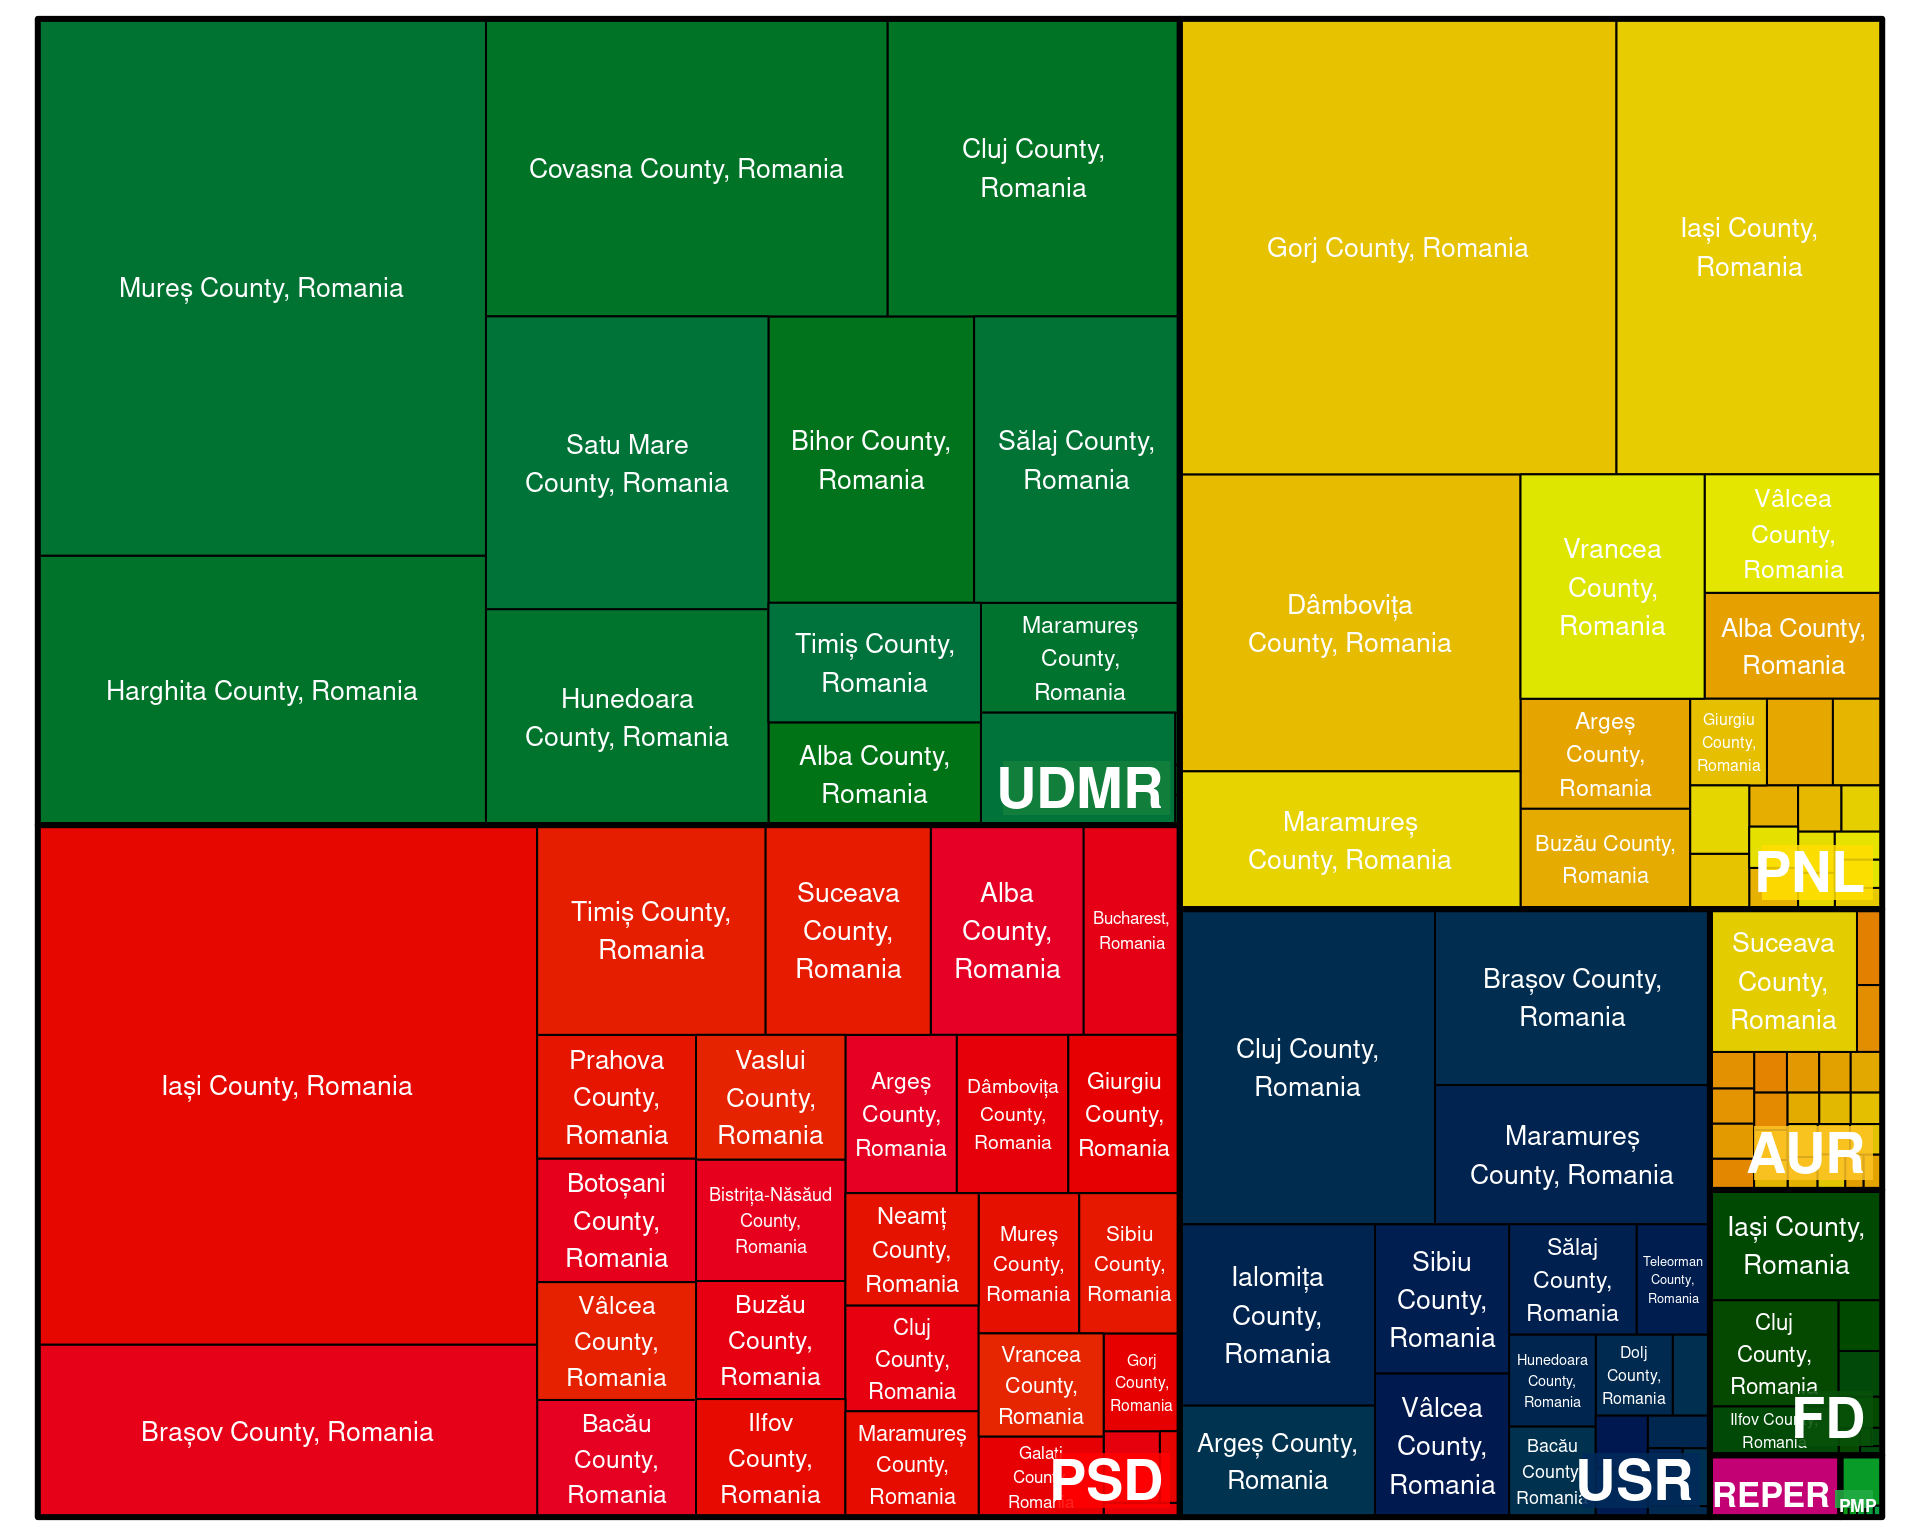 Mureș County, Romania
Covasna County, Romania
Cluj County,
Romania
Harghita County, Romania
Satu Mare
County, Romania
Bihor County,
Romania
Sălaj County,
Romania
Hunedoara
County, Romania
Timiș County,
Romania
Maramureș
County,
Romania
Alba County,
Romania
UDMR
Gorj County, Romania
Iași County,
Romania
Dâmbovița
County, Romania
Vrancea
County,
Romania
Vâlcea
County,
Romania
Alba County,
Romania
Maramureș
County, Romania
Argeș
County,
Romania
Giurgiu
County,
Romania
Buzău County,
Romania
PNL
Iași County, Romania
Brașov County, Romania
Timiș County,
Romania
Suceava
County,
Romania
Alba
County,
Romania
Bucharest,
Romania
Prahova
County,
Romania
Vaslui
County,
Romania
Argeș
County,
Romania
Dâmbovița
County,
Romania
Giurgiu
County,
Romania
Botoșani
County,
Romania
Bistrița-Năsăud
County,
Romania
Neamț
County,
Romania
Mureș
County,
Romania
Sibiu
County,
Romania
Vâlcea
County,
Romania
Buzău
County,
Romania
Cluj
County,
Romania
Vrancea
County,
Romania
Gorj
County,
Romania
Bacău
County,
Romania
Ilfov
County,
Romania
Maramureș
County,
Romania
Galați
County,
Romania
PSD
Cluj County,
Romania
Brașov County,
Romania
Maramureș
County, Romania
Ialomița
County,
Romania
Sibiu
County,
Romania
Sălaj
County,
Romania
Teleorman
County,
Romania
Argeș County,
Romania
Vâlcea
County,
Romania
Hunedoara
County,
Romania
Dolj
County,
Romania
Bacău
County,
Romania
USR
Suceava
County,
Romania
AUR
Iași County,
Romania
Cluj
County,
Romania
Ilfov County,
Romania
FD
REPER
PMP